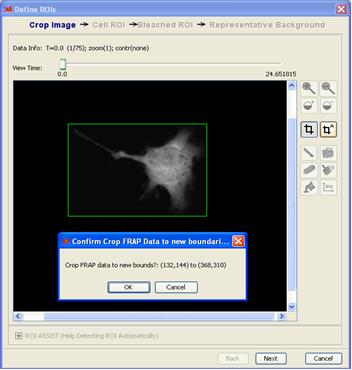 Define ROIs
Crop Image → Cell ROI → Bleached ROI → Representative Background
Data Info: T=0.0 (1/75); zoom(1); contr(none)
View Time:
0.0 24.651815
Confirm Crop FRAP Data to new boundari...
Crop FRAP data to new bounds?: (132,144) to (368,310)
OK Cancel
ROI ASSIST (Help Detecting ROI Automatically)
Back Next Cancel